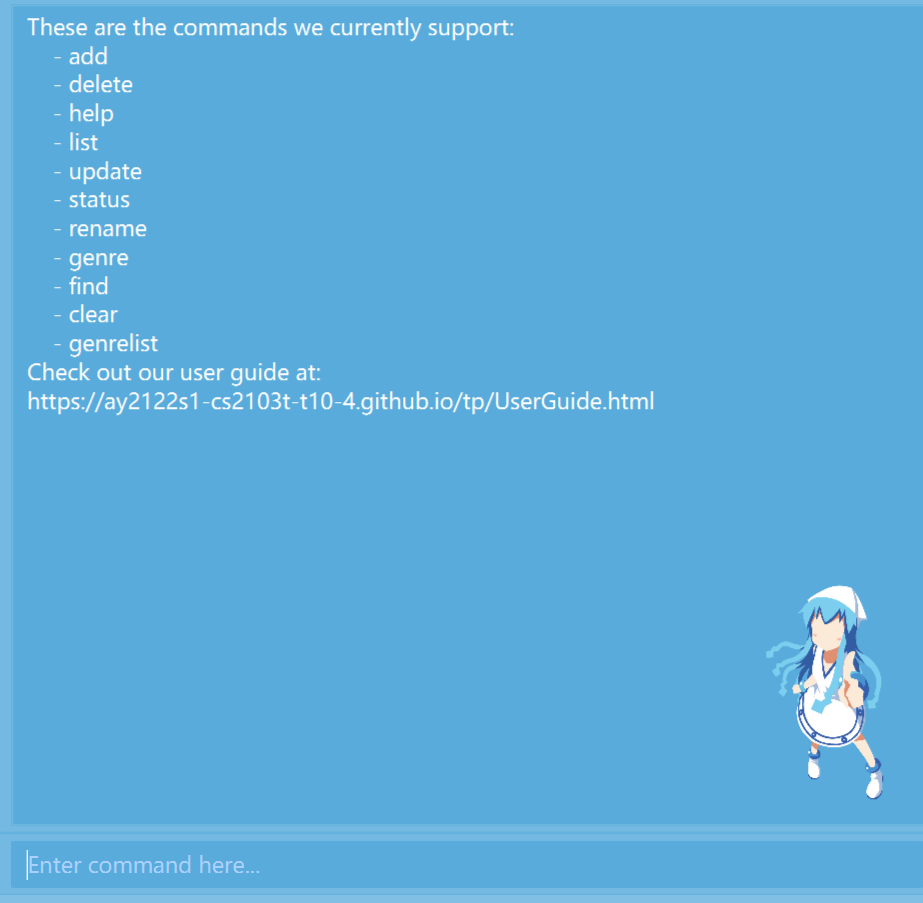 These are the commands we currently support:
- add
- delete
- help
- list
- update
- status
- rename
- genre
- find
- clear
- genrelist
Check out our user guide at:
https://ay2122s1-cs2103t-t10-4.github.io/tp/UserGuide.html
Enter command here...